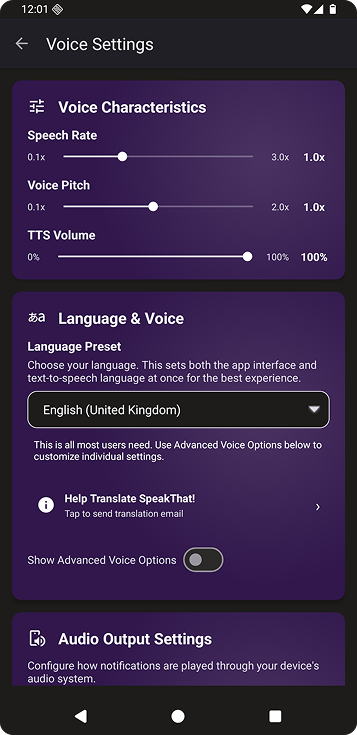 12:01
Voice Settings
Voice Characteristics
Speech Rate
0.1x 3.0x 1.0x
Voice Pitch
0.1x 2.0x 1.0x
TTS Volume
0% 100% 100%
あa Language & Voice
Language Preset
Choose your language. This sets both the app interface and
text-to-speech language at once for the best experience.
English (United Kingdom)
This is all most users need. Use Advanced Voice Options below to
customize individual settings.
Help Translate SpeakThat!
Tap to send translation email
Show Advanced Voice Options
Audio Output Settings
Configure how notifications are played through your device's
audio system.